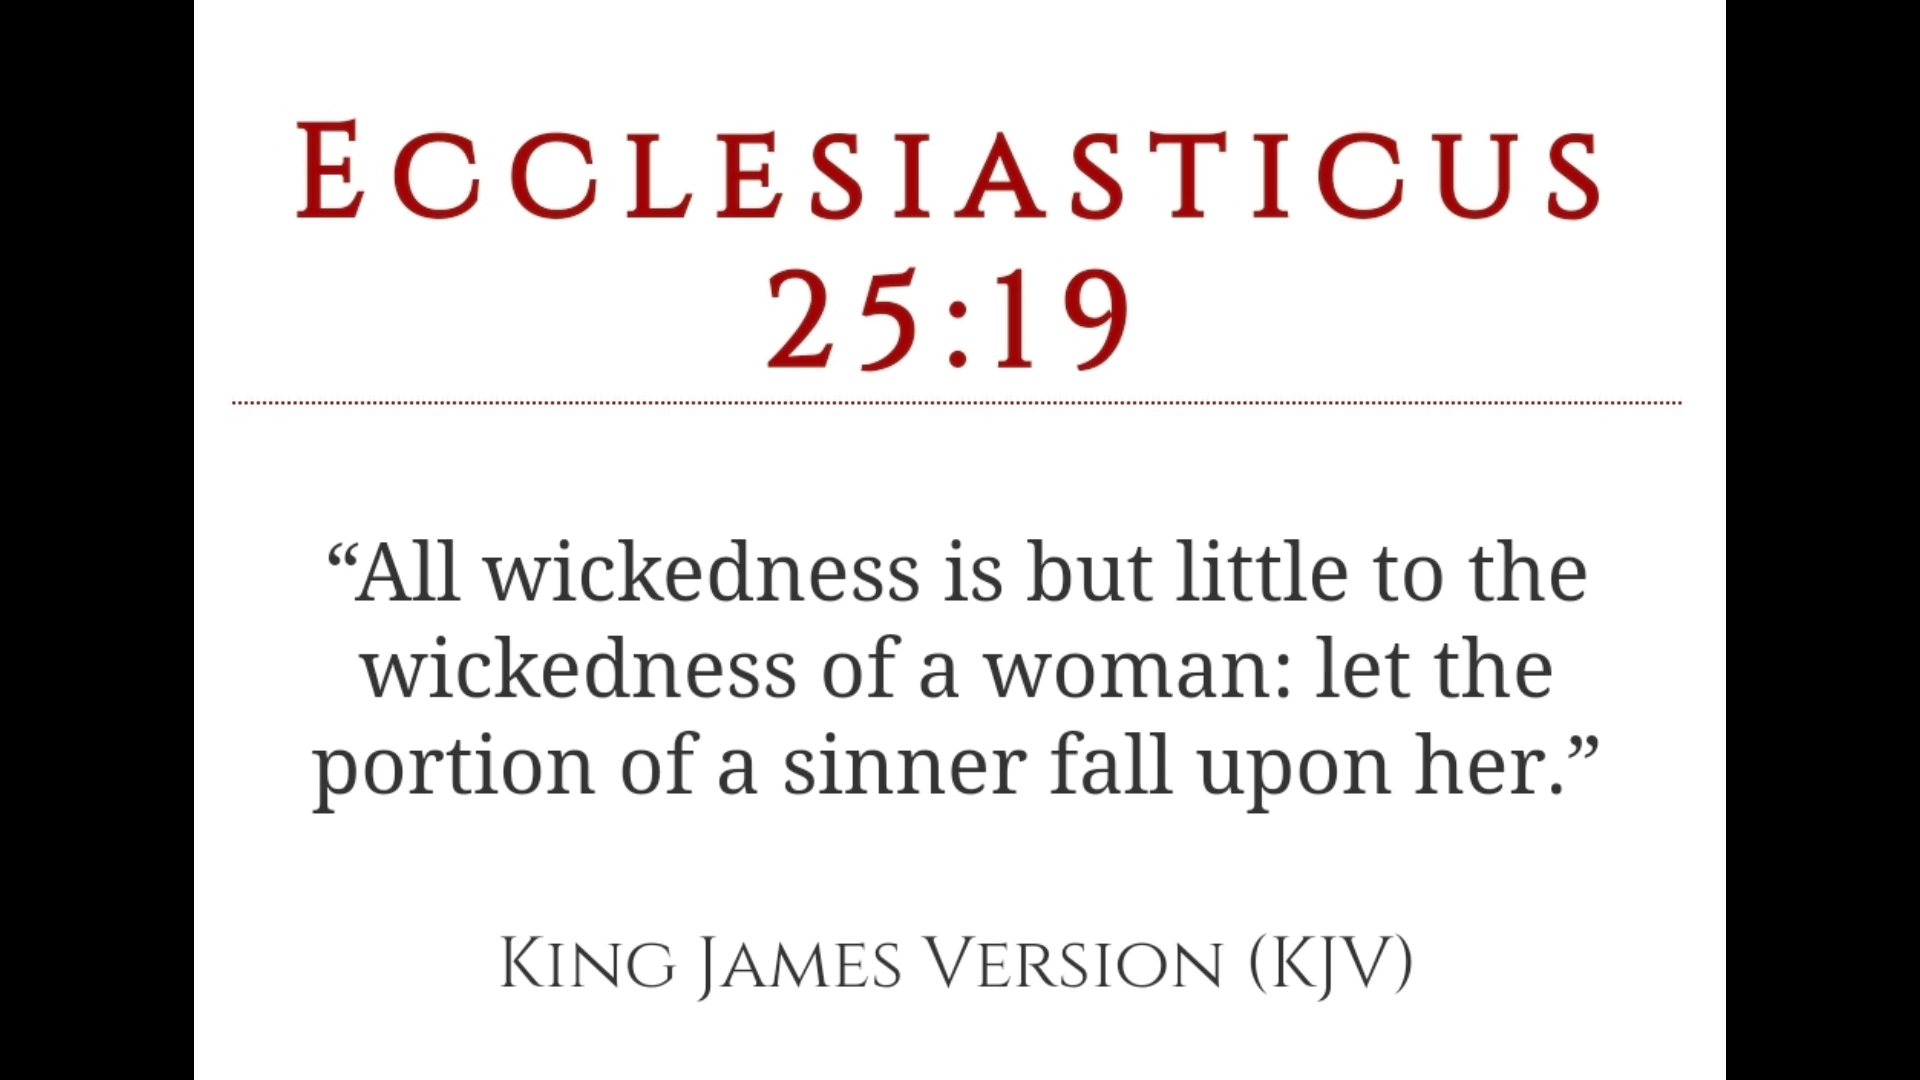 Ecclesiasticus
25:19
“All wickedness is but little to the
wickedness of a woman: let the
portion of a sinner fall upon her.”
King James Version (KJV)